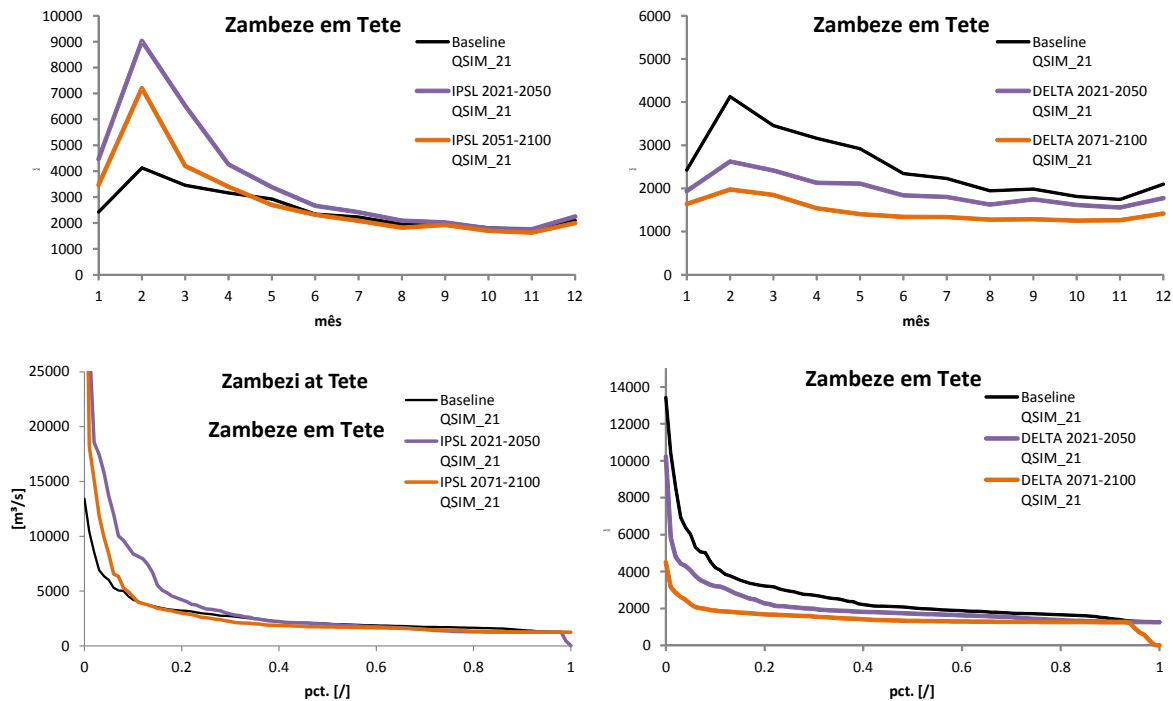 Zambeze em Tete
10000
9000
8000
7000
6000
5000
4000
3000
2000
1000
0
Baseline
QSIM_21
IPSL 2021-2050
QSIM_21
IPSL 2051-2100
QSIM_21
1 2 3 4 5 6 7 8 9 10 11 12
mês
Zambeze em Tete
6000
5000
4000
3000
2000
1000
0
Baseline
QSIM_21
DELTA 2021-2050
QSIM_21
DELTA 2071-2100
QSIM_21
1 2 3 4 5 6 7 8 9 10 11 12
mês
Zambezi at Tete
Zambeze em Tete
25000
20000
15000
10000
5000
0
[m³/s]
Baseline
QSIM_21
IPSL 2021-2050
QSIM_21
IPSL 2071-2100
QSIM_21
0 0.2 0.4 0.6 0.8 1
pct. [/]
Zambeze em Tete
14000
12000
10000
8000
6000
4000
2000
0
Baseline
QSIM_21
DELTA 2021-2050
QSIM_21
DELTA 2071-2100
QSIM_21
0 0.2 0.4 0.6 0.8 1
pct. [/]